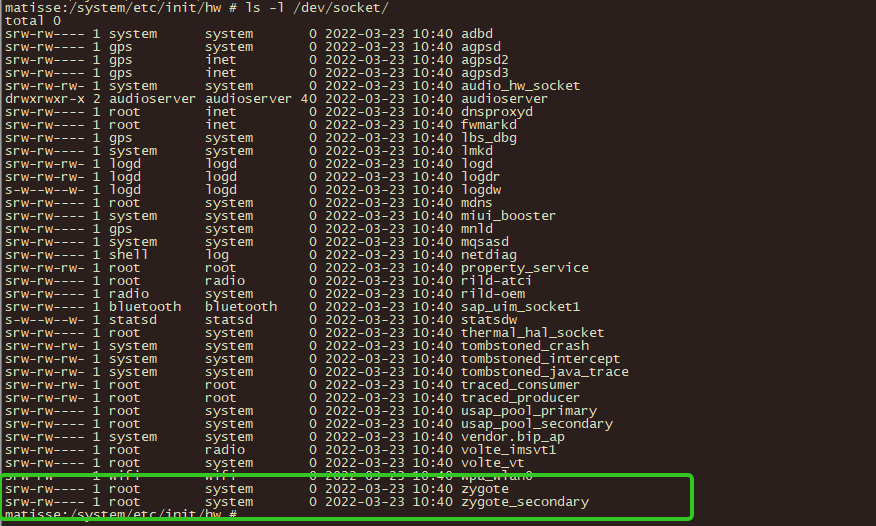 matisse:/system/etc/init/hw # ls -l /dev/socket/
total 0
srw-rw---- 1 system      system       0 2022-03-23 10:40 adbd
srw-rw---- 1 gps         system       0 2022-03-23 10:40 agpsd
srw-rw---- 1 gps         inet         0 2022-03-23 10:40 agpsd2
srw-rw---- 1 gps         inet         0 2022-03-23 10:40 agpsd3
srw-rw-rw- 1 system      system       0 2022-03-23 10:40 audio_hw_socket
drwxrwxr-x 2 audioserver audioserver 40 2022-03-23 10:40 audioserver
srw-rw---- 1 root        inet         0 2022-03-23 10:40 dnsproxyd
srw-rw---- 1 root        inet         0 2022-03-23 10:40 fwmarkd
srw-rw---- 1 gps         system       0 2022-03-23 10:40 lbs_dbg
srw-rw---- 1 system      system       0 2022-03-23 10:40 lmkd
srw-rw-rw- 1 logd        logd         0 2022-03-23 10:40 logd
srw-rw-rw- 1 logd        logd         0 2022-03-23 10:40 logdr
s-w--w--w- 1 logd        logd         0 2022-03-23 10:40 logdw
srw-rw---- 1 root        system       0 2022-03-23 10:40 mdns
srw-rw---- 1 system      system       0 2022-03-23 10:40 miui_booster
srw-rw---- 1 gps         system       0 2022-03-23 10:40 mnld
srw-rw---- 1 system      system       0 2022-03-23 10:40 mqsasd
srw-rw---- 1 shell       log          0 2022-03-23 10:40 netdiag
srw-rw-rw- 1 root        root         0 2022-03-23 10:40 property_service
srw-rw---- 1 root        radio        0 2022-03-23 10:40 rild-atci
srw-rw---- 1 radio       system       0 2022-03-23 10:40 rild-oem
srw-rw---- 1 bluetooth   bluetooth    0 2022-03-23 10:40 sap_uim_socket1
s-w--w--w- 1 statsd      statsd       0 2022-03-23 10:40 statsdw
srw-rw---- 1 root        system       0 2022-03-23 10:40 thermal_hal_socket
srw-rw-rw- 1 system      system       0 2022-03-23 10:40 tombstoned_crash
srw-rw-rw- 1 system      system       0 2022-03-23 10:40 tombstoned_intercept
srw-rw-rw- 1 system      system       0 2022-03-23 10:40 tombstoned_java_trace
srw-rw-rw- 1 root        root         0 2022-03-23 10:40 traced_consumer
srw-rw-rw- 1 root        root         0 2022-03-23 10:40 traced_producer
srw-rw---- 1 root        system       0 2022-03-23 10:40 usap_pool_primary
srw-rw---- 1 root        system       0 2022-03-23 10:40 usap_pool_secondary
srw-rw---- 1 system      system       0 2022-03-23 10:40 vendor.bip_ap
srw-rw---- 1 root        radio        0 2022-03-23 10:40 volte_imsvt1
srw-rw---- 1 root        system       0 2022-03-23 10:40 volte_vt
srw-rw---- 1 wifi        wifi         0 2022-03-23 10:40 wpa_wlan0
srw-rw---- 1 root        system       0 2022-03-23 10:40 zygote
srw-rw---- 1 root        system       0 2022-03-23 10:40 zygote_secondary
matisse:/system/etc/init/hw #